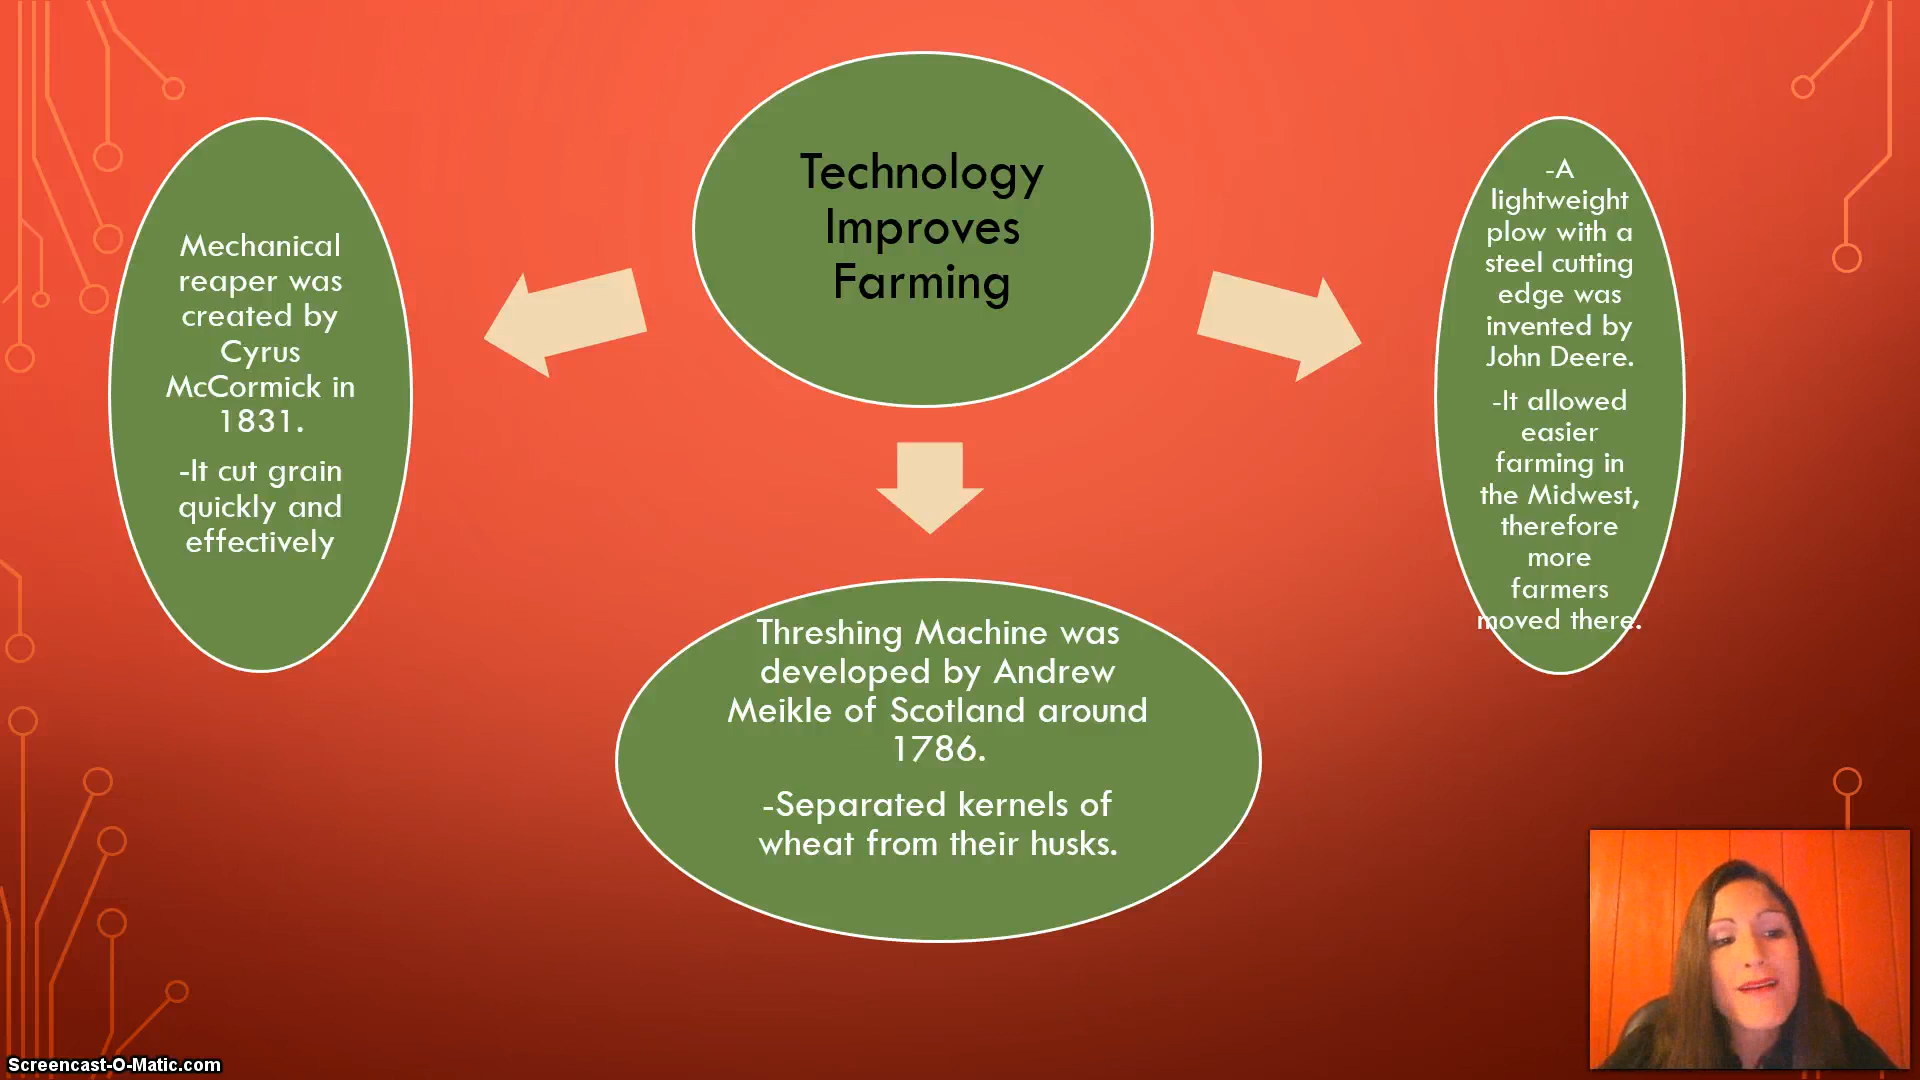 Technology
Improves
Farming
Mechanical
reaper was
created by
Cyrus
McCormick in
1831.
-It cut grain
quickly and
effectively
Threshing Machine was
developed by Andrew
Meikle of Scotland around
1786.
-Separated kernels of
wheat from their husks.
-A
lightweight
plow with a
steel cutting
edge was
invented by
John Deere.
-It allowed
easier
farming in
the Midwest,
therefore
more
farmers
moved there.
Screencast-O-Matic.com